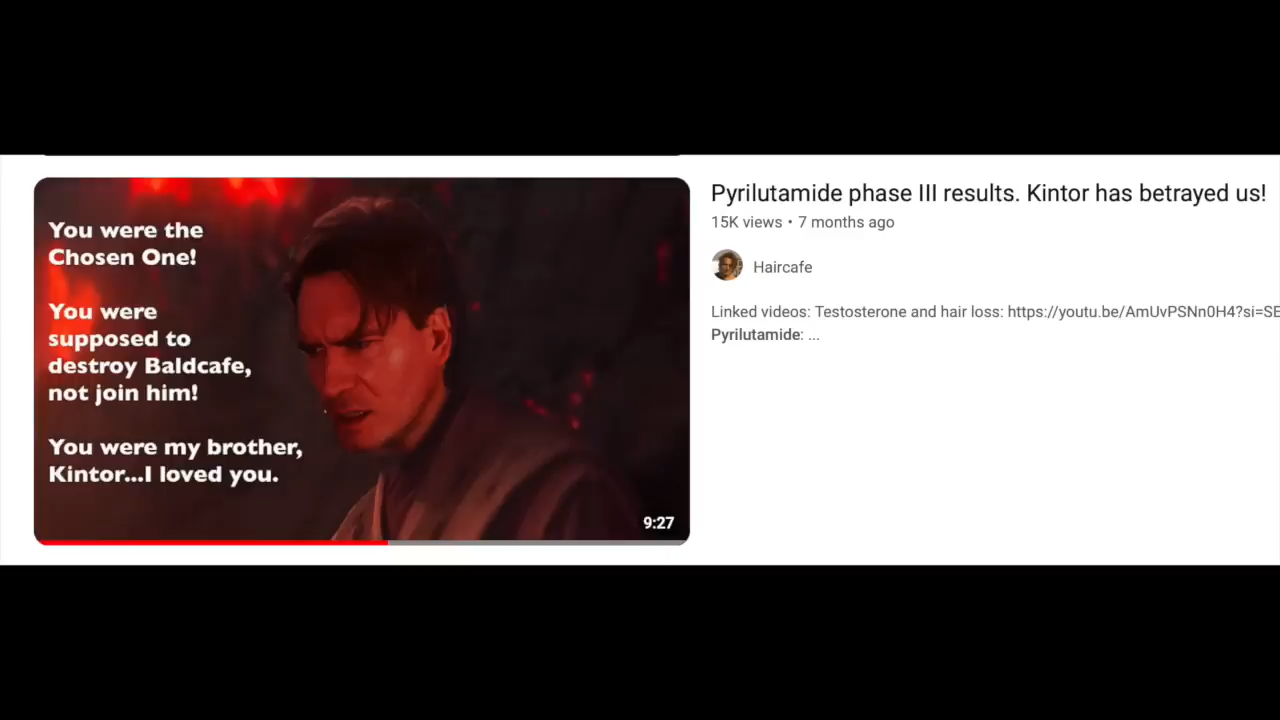 You were the
Chosen One!
You were
supposed to
destroy Baldcafe,
not join him!
You were my brother,
Kintor...I loved you.
9:27
Pyrilutamide phase III results. Kintor has betrayed us!
15K views • 7 months ago
Haircafe
Linked videos: Testosterone and hair loss: https://youtu.be/AmUvPSNn0H4?si=SE
Pyrilutamide: ...